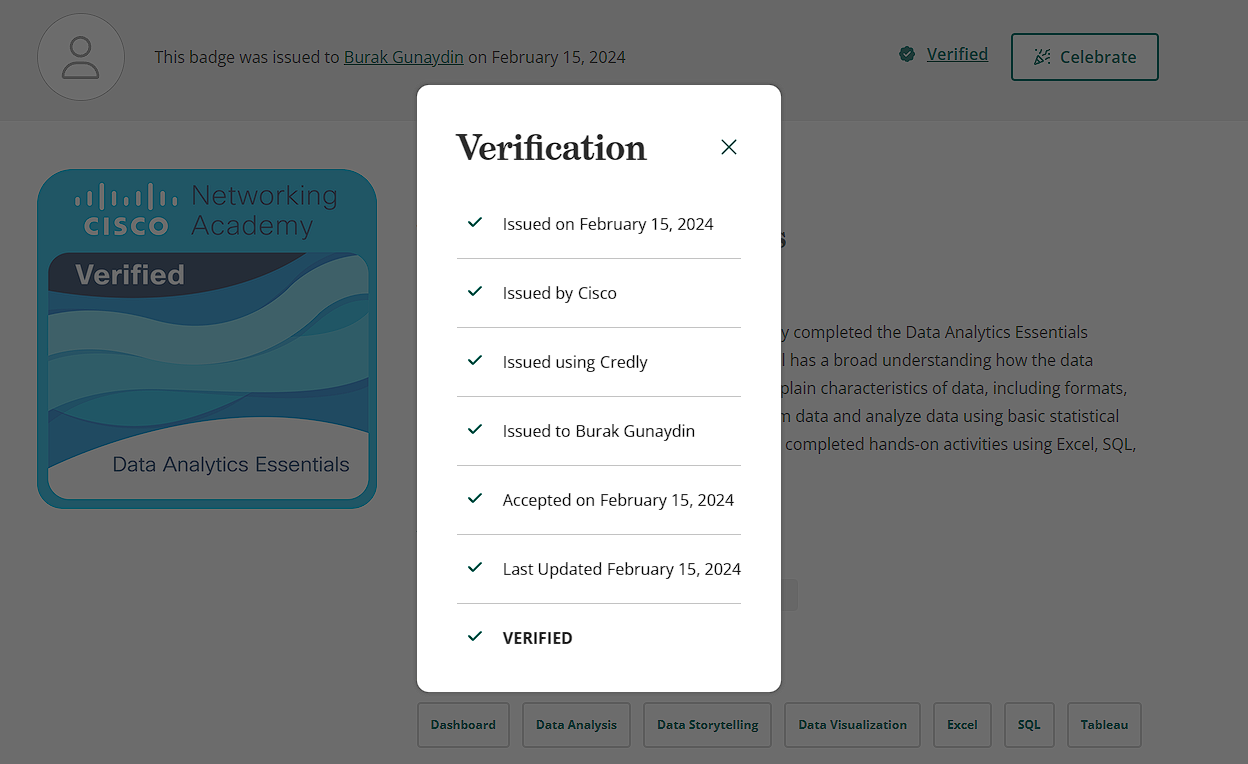 This badge was issued to Burak Gunaydin on February 15, 2024
Verified
Celebrate
CISCO
Networking
Academy
Verified
Data Analytics Essentials
Verification
Issued on February 15, 2024
Issued by Cisco
Issued using Credly
Issued to Burak Gunaydin
Accepted on February 15, 2024
Last Updated February 15, 2024
VERIFIED
completed the Data Analytics Essentials
has a broad understanding how the data
characteristics of data, including formats,
data and analyze data using basic statistical
completed hands-on activities using Excel, SQL,
Dashboard
Data Analysis
Data Storytelling
Data Visualization
Excel
SQL
Tableau